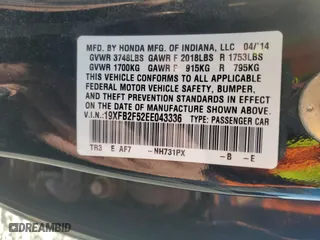 MFD. BY HONDA MFG. OF INDIANA, LLC 04/14
GVWR 3748LBS GAWR F 2018LBS R 1753LBS
GVWR 1700KG GAWR F 915KG R 795KG
THIS VEHICLE CONFORMS TO ALL APPLICABLE
FEDERAL MOTOR VEHICLE SAFETY, BUMPER,
AND THEFT PREVENTION STANDARDS IN EFFECT
ON THE DATE OF MANUFACTURE SHOWN ABOVE.
V.I.N.: 19XFB2F52EE043336 TYPE: PASSENGER CAR
TR3 E AF7 -NH731PX -B -E